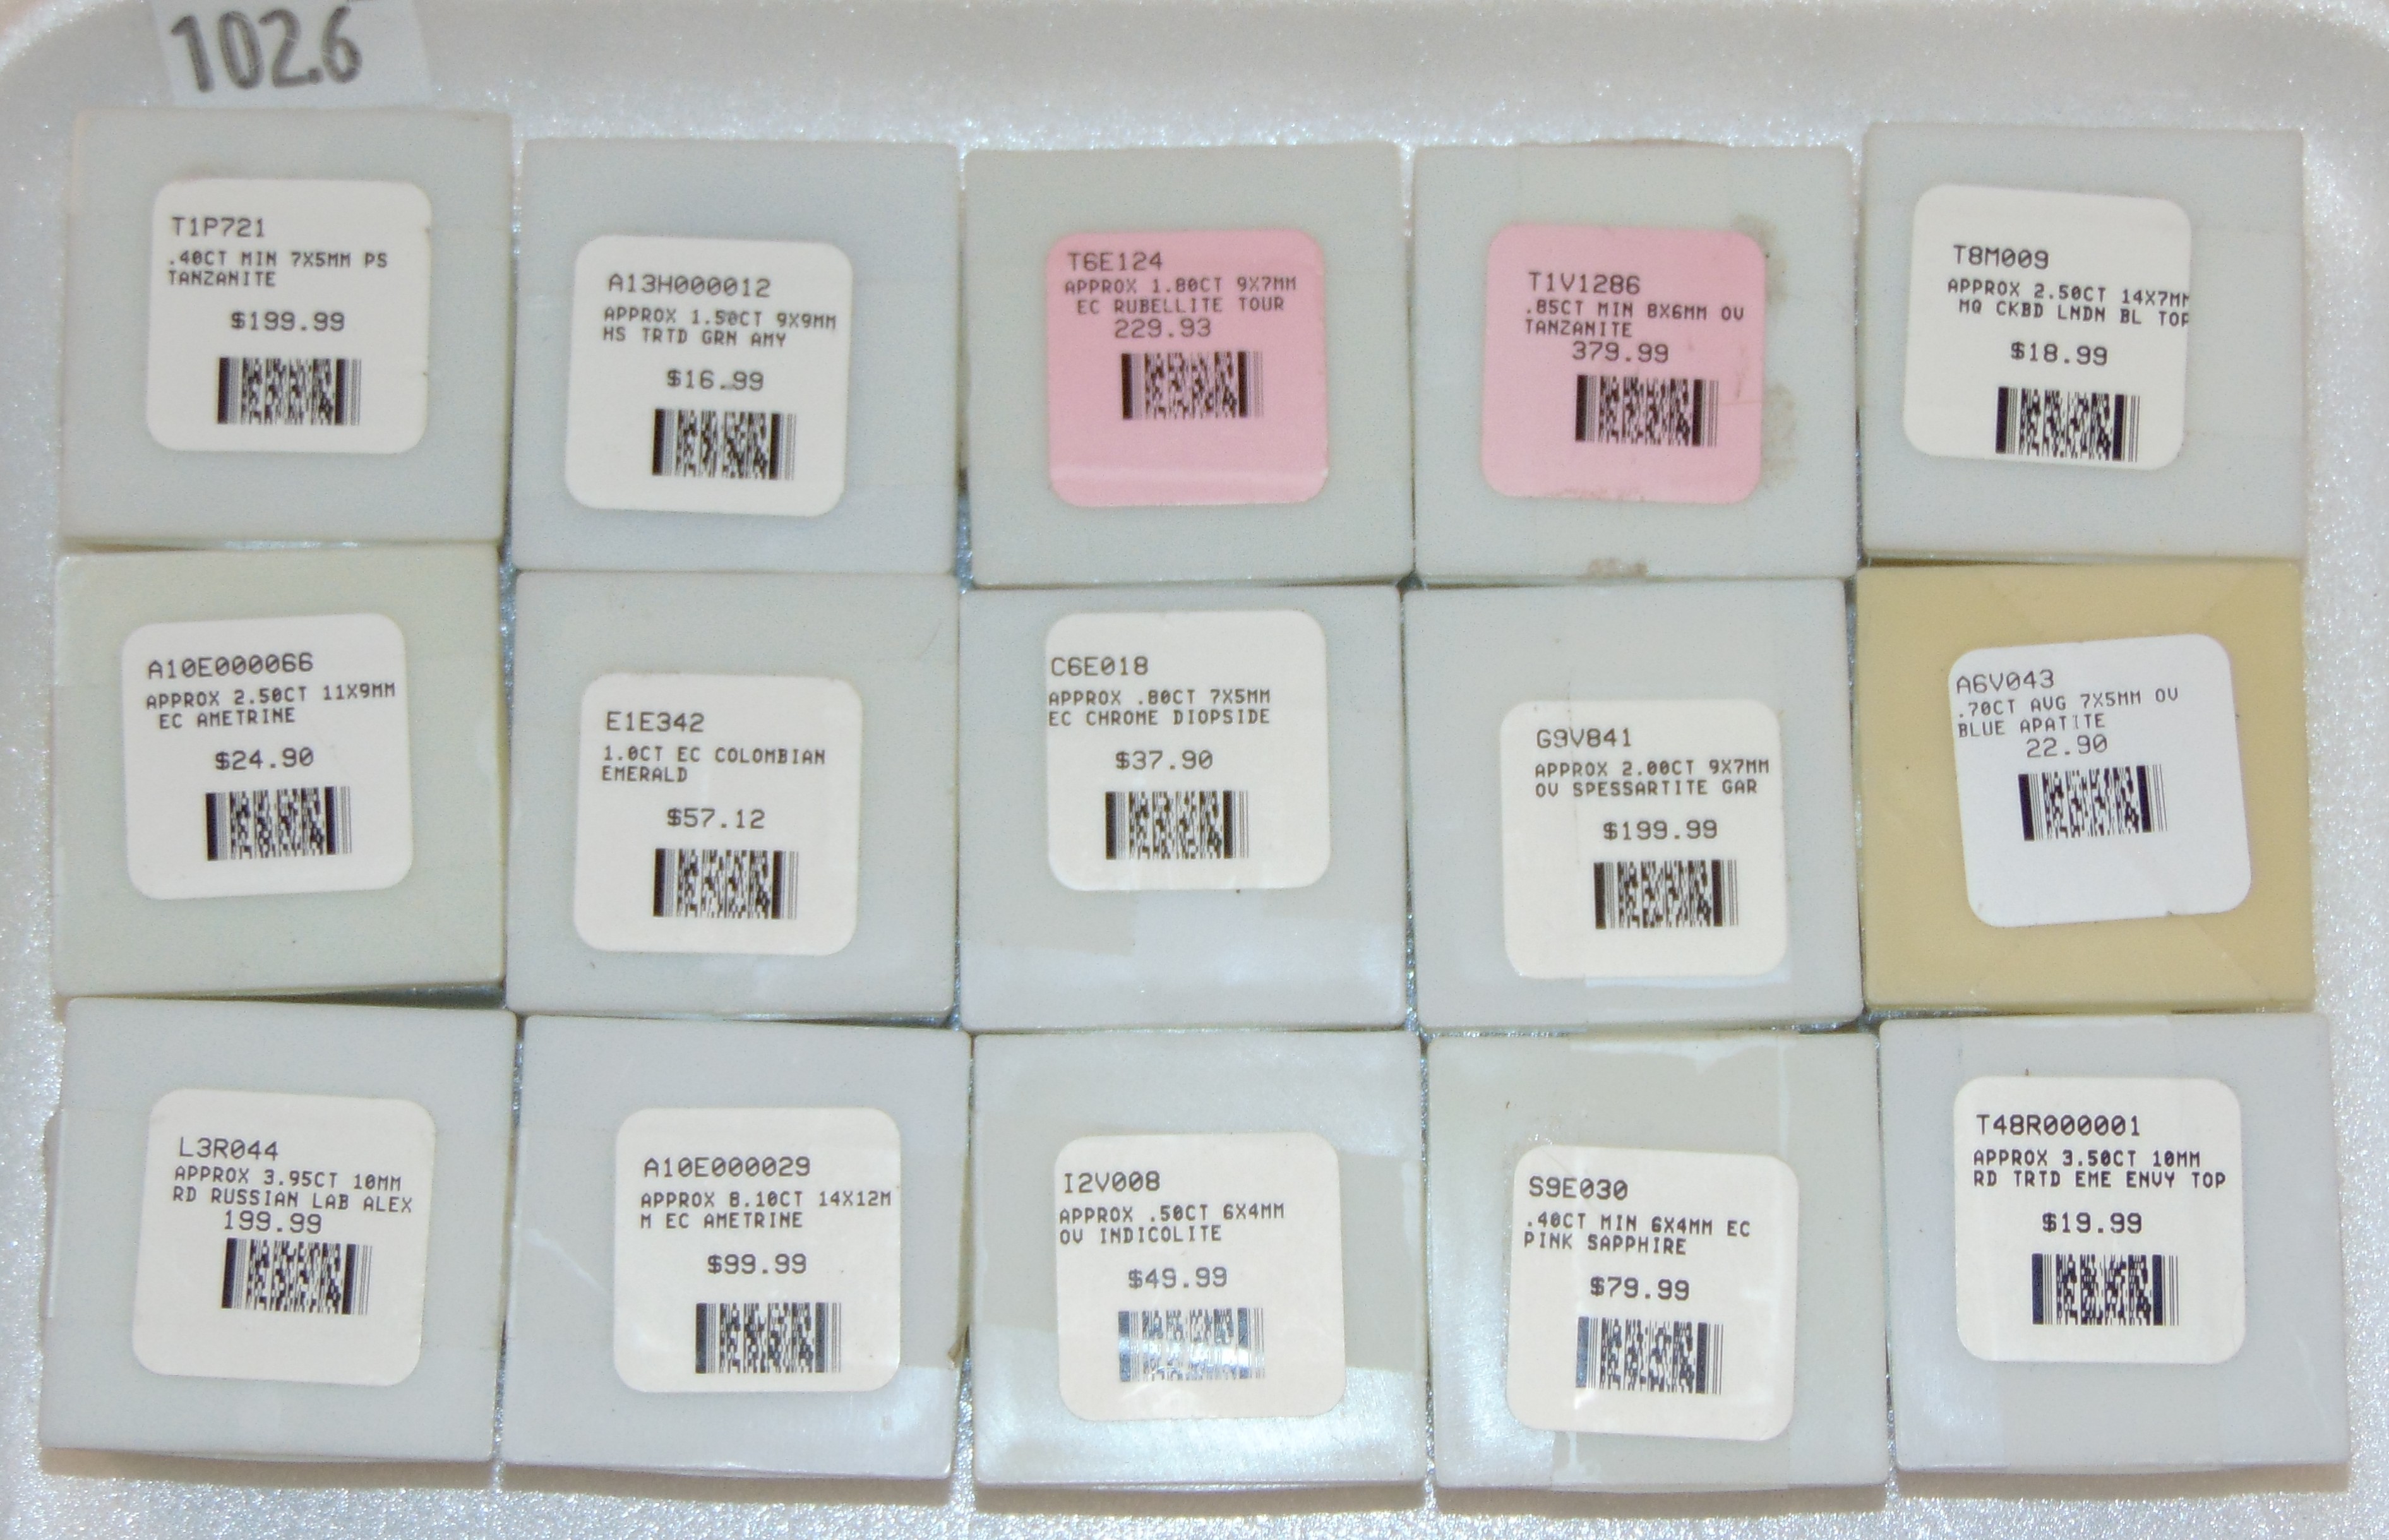 102.6
T1P721
.40CT MIN 7X5MM PS
TANZANITE
$199.99
A13H000012
APPROX 1.50CT 9X9MM
HS TRTD GRN AMY
$16.99
T6E124
APPROX 1.80CT 9X7MM
EC RUBELLITE TOUR
229.93
T1V1286
.85CT MIN 8X6MM OV
TANZANITE
379.99
T8M009
APPROX 2.50CT 14X7MM
MQ CKBD LNDN BL TOP
$18.99
A10E000066
APPROX 2.50CT 11X9MM
EC AMETRINE
$24.90
E1E342
1.0CT EC COLOMBIAN
EMERALD
$57.12
C6E018
APPROX .80CT 7X5MM
EC CHROME DIOPSIDE
$37.90
G9V841
APPROX 2.00CT 9X7MM
OV SPESSARTITE GAR
$199.99
A6V043
.70CT AVG 7X5MM OV
BLUE APATITE
22.90
L3R044
APPROX 3.95CT 10MM
RD RUSSIAN LAB ALEX
199.99
A10E000029
APPROX 8.10CT 14X12M
M EC AMETRINE
$99.99
I2V008
APPROX .50CT 6X4MM
OV INDICOLITE
$49.99
S9E030
.40CT MIN 6X4MM EC
PINK SAPPHIRE
$79.99
T48R000001
APPROX 3.50CT 10MM
RD TRTD EME ENVY TOP
$19.99